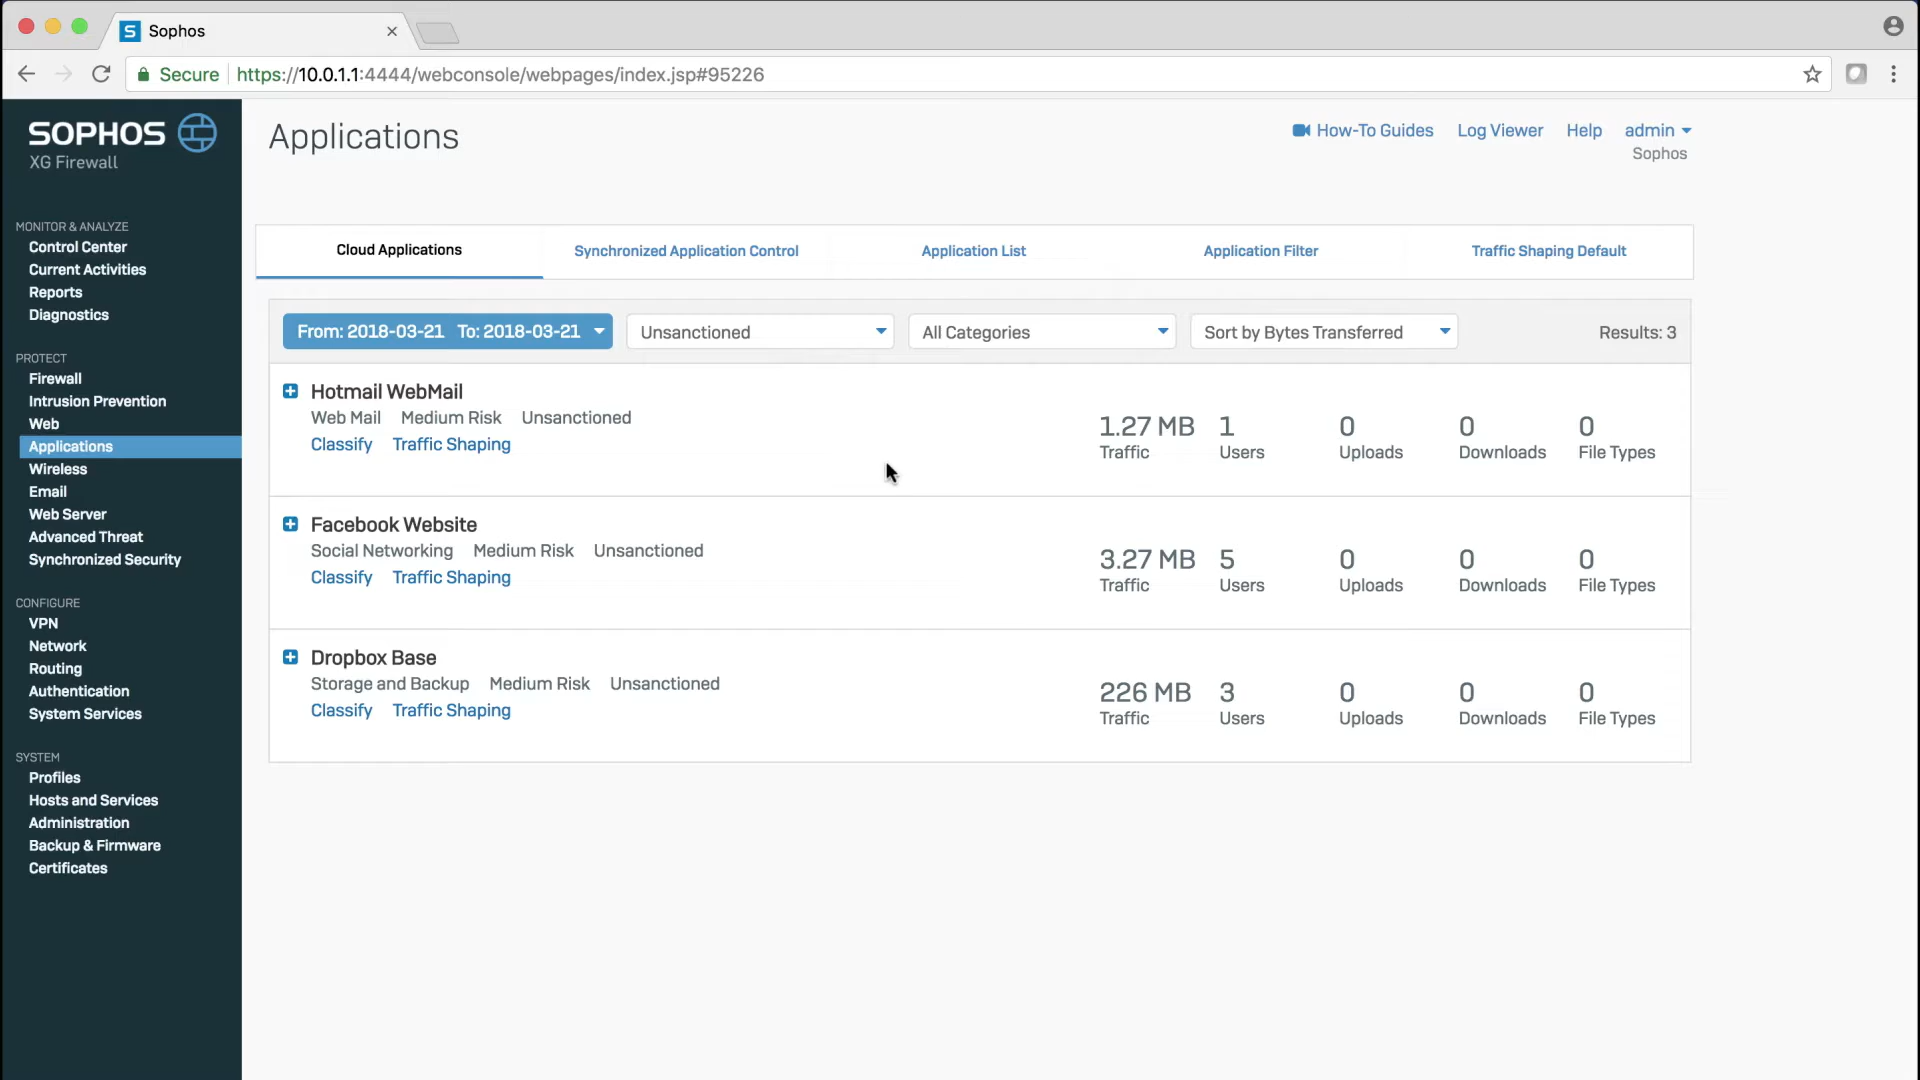 Sophos
Secure https://10.0.1.1:4444/webconsole/webpages/index.jsp#95226
SOPHOS
XG Firewall
MONITOR & ANALYZE
Control Center
Current Activities
Reports
Diagnostics
PROTECT
Firewall
Intrusion Prevention
Web
Applications
Wireless
Email
Web Server
Advanced Threat
Synchronized Security
CONFIGURE
VPN
Network
Routing
Authentication
System Services
SYSTEM
Profiles
Hosts and Services
Administration
Backup & Firmware
Certificates
Applications
How-To Guides Log Viewer Help admin
Sophos
Cloud Applications Synchronized Application Control Application List Application Filter Traffic Shaping Default
From: 2018-03-21 To: 2018-03-21 Unsanctioned All Categories Sort by Bytes Transferred Results: 3
Hotmail WebMail
Web Mail Medium Risk Unsanctioned
Classify Traffic Shaping
1.27 MB 1 0 0 0
Traffic Users Uploads Downloads File Types
Facebook Website
Social Networking Medium Risk Unsanctioned
Classify Traffic Shaping
3.27 MB 5 0 0 0
Traffic Users Uploads Downloads File Types
Dropbox Base
Storage and Backup Medium Risk Unsanctioned
Classify Traffic Shaping
226 MB 3 0 0 0
Traffic Users Uploads Downloads File Types